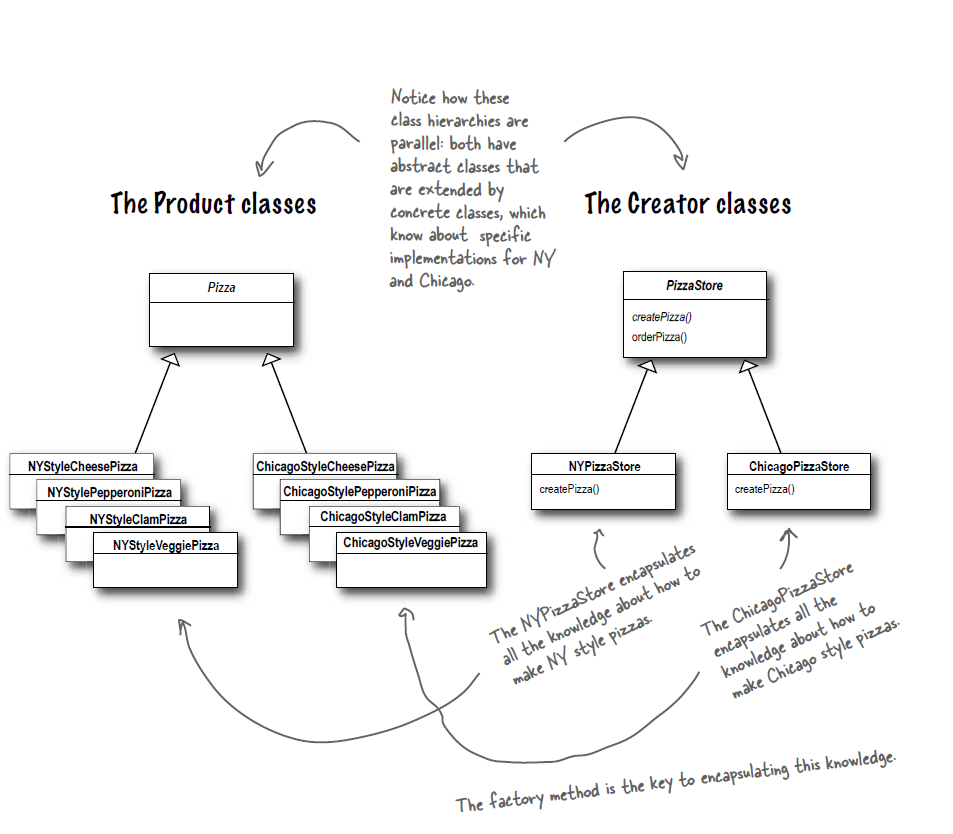 Notice how these
class hierarchies are
parallel: both have
abstract classes that
are extended by
concrete classes, which
know about specific
implementations for NY
and Chicago.
The Product classes
The Creator classes
Pizza
PizzaStore
createPizza()
orderPizza()
NYStyleCheesePizza
NYStylePepperoniPizza
NYStyleClamPizza
NYStyleVeggiePizza
ChicagoStyleCheesePizza
ChicagoStylePepperoniPizza
ChicagoStyleClamPizza
ChicagoStyleVeggiePizza
NYPizzaStore
createPizza()
ChicagoPizzaStore
createPizza()
The NYPizzaStore encapsulates
all the knowledge about how to
make NY style pizzas.
The ChicagoPizzaStore
encapsulates all the
knowledge about how to
make Chicago style pizzas.
The factory method is the key to encapsulating this knowledge.